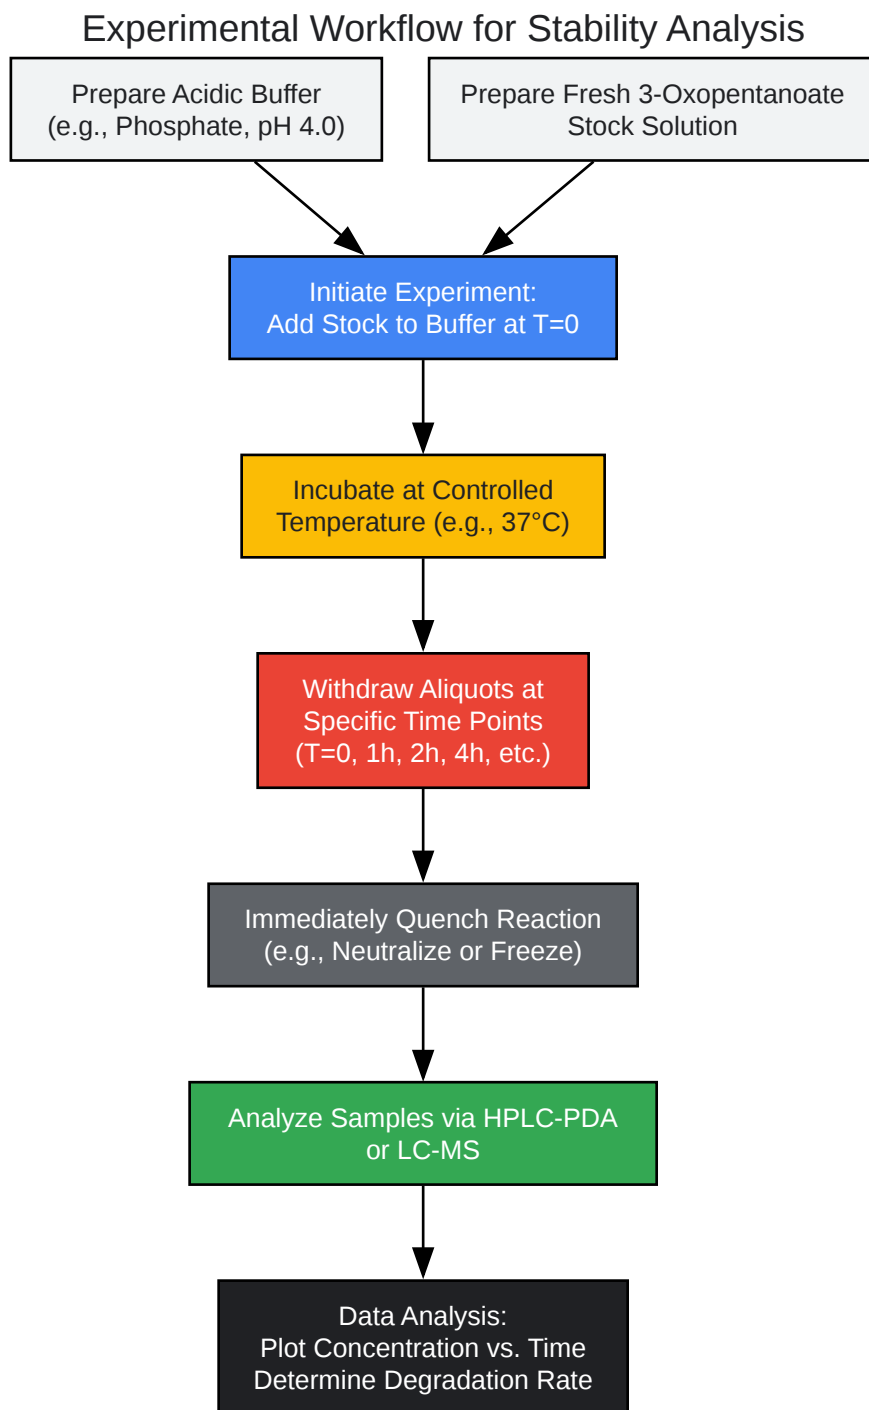 Experimental Workflow for Stability Analysis
Prepare Acidic Buffer
(e.g., Phosphate, pH 4.0)
Prepare Fresh 3-Oxopentanoate
Stock Solution
Initiate Experiment:
Add Stock to Buffer at T=0
Incubate at Controlled
Temperature (e.g., 37°C)
Withdraw Aliquots at
Specific Time Points
(T=0, 1h, 2h, 4h, etc.)
Immediately Quench Reaction
(e.g., Neutralize or Freeze)
Analyze Samples via HPLC-PDA
or LC-MS
Data Analysis:
Plot Concentration vs. Time
Determine Degradation Rate